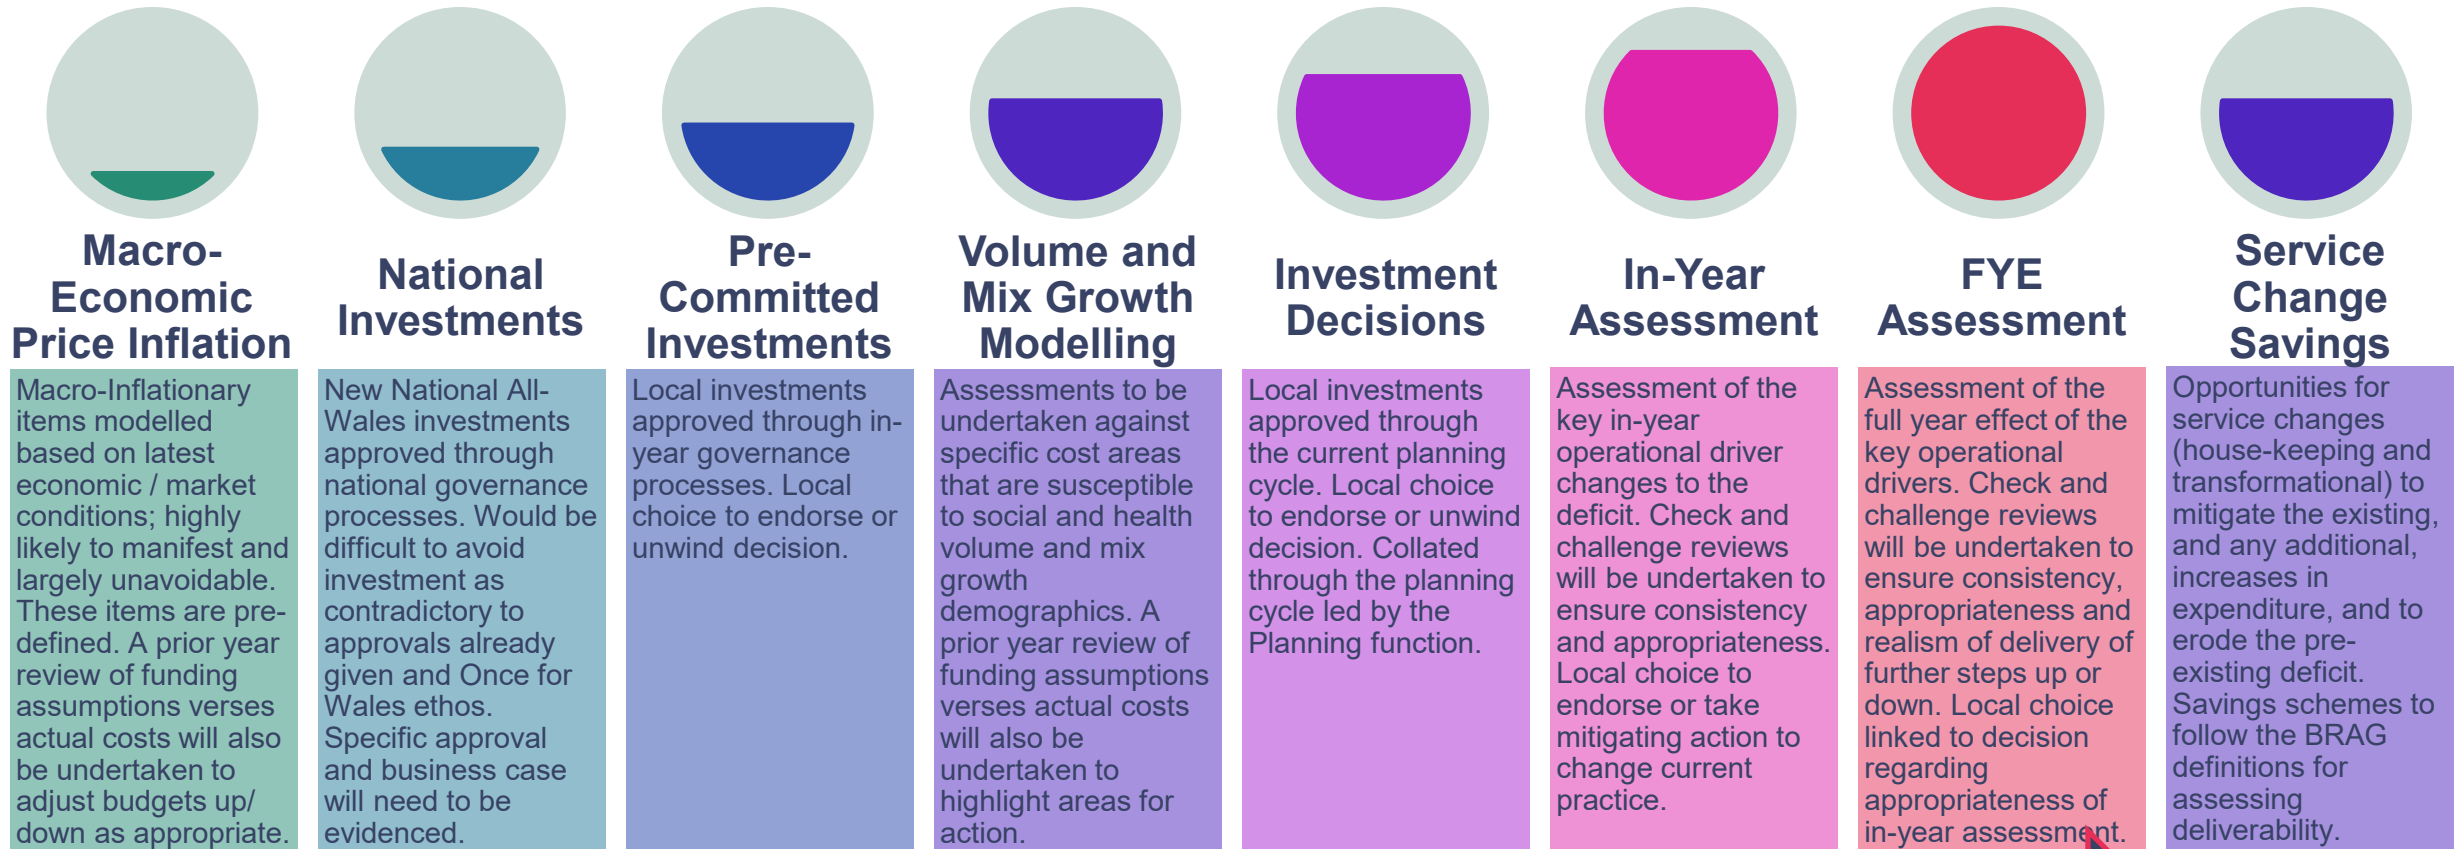 Macro-
Economic
Price Inflation
Macro-Inflationary
items modelled
based on latest
economic / market
conditions; highly
likely to manifest and
largely unavoidable.
These items are pre-
defined. A prior year
review of funding
assumptions verses
actual costs will also
be undertaken to
adjust budgets up/
down as appropriate.
National
Investments
New National All-
Wales investments
approved through
national governance
processes. Would be
difficult to avoid
investment as
contradictory to
approvals already
given and Once for
Wales ethos.
Specific approval
and business case
will need to be
evidenced.
Pre-
Committed
Investments
Local investments
approved through in-
year governance
processes. Local
choice to endorse or
unwind decision.
Volume and
Mix Growth
Modelling
Assessments to be
undertaken against
specific cost areas
that are susceptible
to social and health
volume and mix
growth
demographics. A
prior year review of
funding assumptions
verses actual costs
will also be
undertaken to
highlight areas for
action.
Investment
Decisions
Local investments
approved through
the current planning
cycle. Local choice
to endorse or unwind
decision. Collated
through the planning
cycle led by the
Planning function.
In-Year
Assessment
Assessment of the
key in-year
operational driver
changes to the
deficit. Check and
challenge reviews
will be undertaken to
ensure consistency
and appropriateness.
Local choice to
endorse or take
mitigating action to
change current
practice.
FYE
Assessment
Assessment of the
full year effect of the
key operational
drivers. Check and
challenge reviews
will be undertaken to
ensure consistency,
appropriateness and
realism of delivery of
further steps up or
down. Local choice
linked to decision
regarding
appropriateness of
in-year assessment.
Service
Change
Savings
Opportunities for
service changes
(house-keeping and
transformational) to
mitigate the existing,
and any additional,
increases in
expenditure, and to
erode the pre-
existing deficit.
Savings schemes to
follow the BRAG
definitions for
assessing
deliverability.